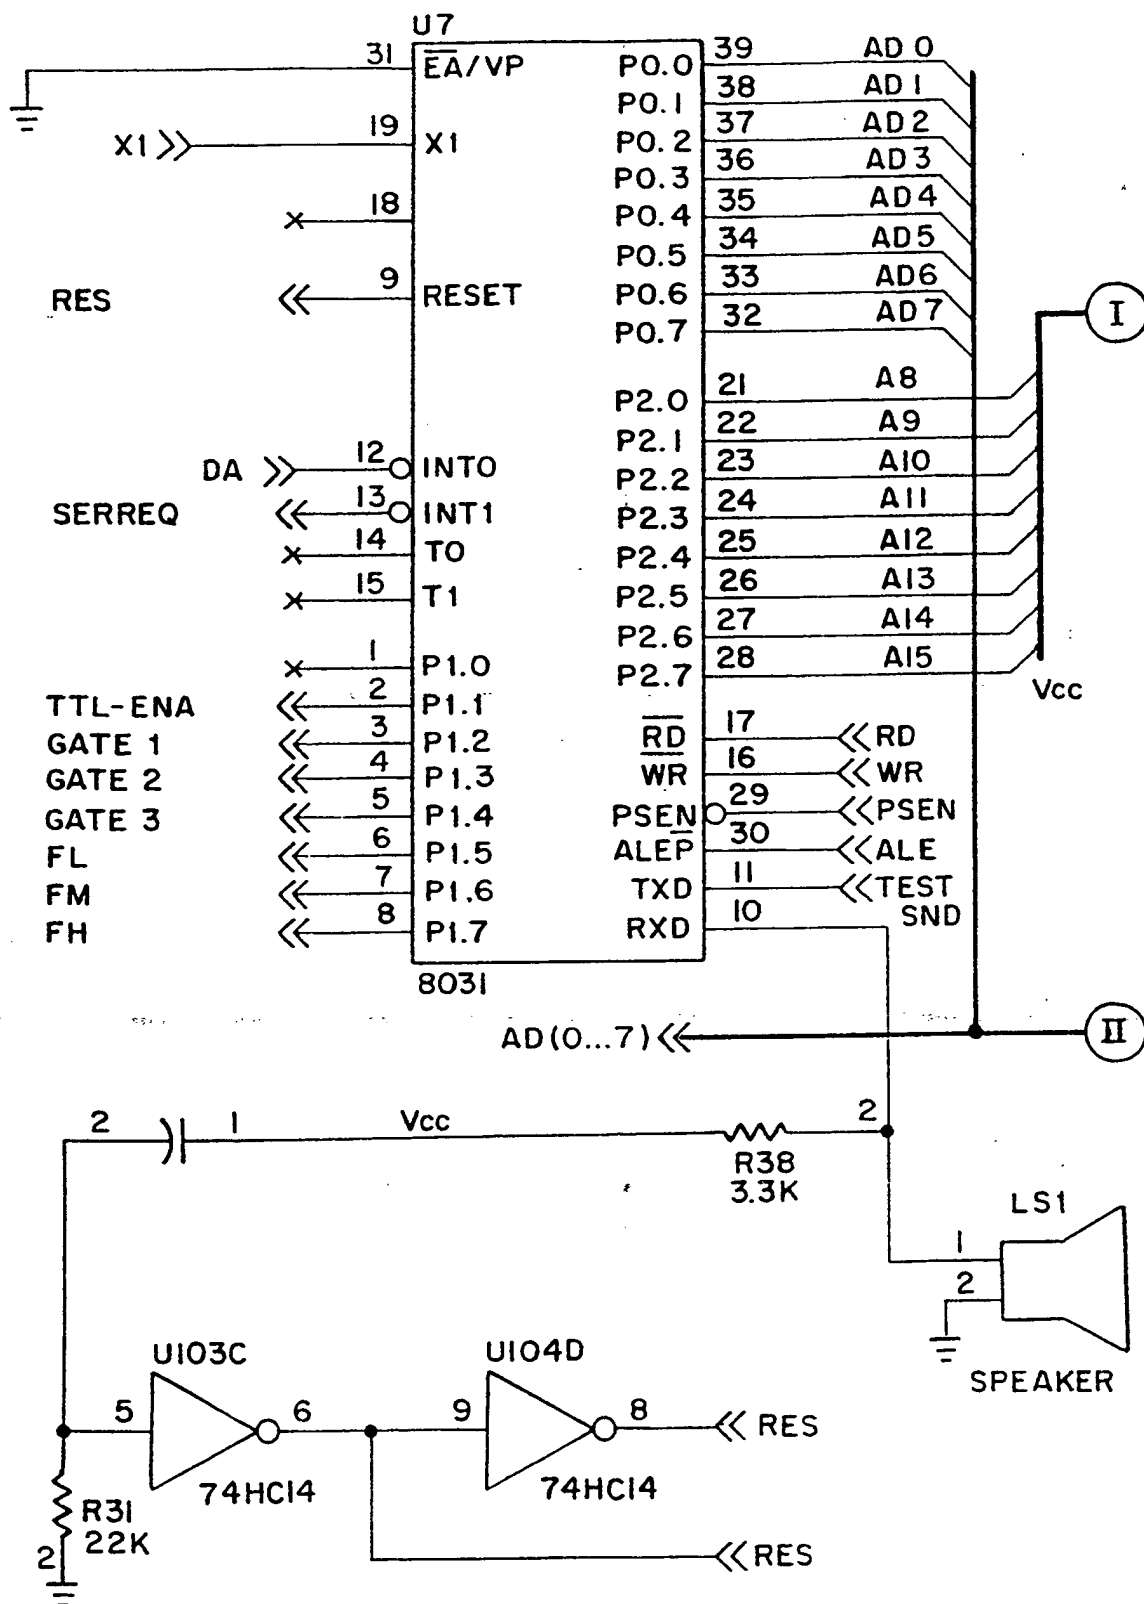 U7
31 EA/VP P0.0 39 AD 0
P0.1 38 AD 1
X1 19 X1 P0.2 37 AD 2
P0.3 36 AD 3
18 P0.4 35 AD 4
P0.5 34 AD 5
RES 9 RESET P0.6 33 AD6
P0.7 32 AD 7
I
P2.0 21 A8
P2.1 22 A9
DA 12 INT0 P2.2 23 A10
SERREQ 13 INT1 P2.3 24 A11
14 T0 P2.4 25 A12
15 T1 P2.5 26 A13
P2.6 27 A14
1 P1.0 P2.7 28 A15
Vcc
TTL-ENA 2 P1.1
GATE 1 3 P1.2 RD 17 RD
GATE 2 4 P1.3 WR 16 WR
GATE 3 5 P1.4 PSEN 29 PSEN
FL 6 P1.5 ALEP 30 ALE
FM 7 P1.6 TXD 11 TEST
FH 8 P1.7 RXD 10 SND
8031
AD(0...7) II
2 1 Vcc 2
R38
3.3K
LS1
1
2
SPEAKER
U103C U104D
5 6 9 8 RES
74HC14 74HC14
R31
22K
2
RES